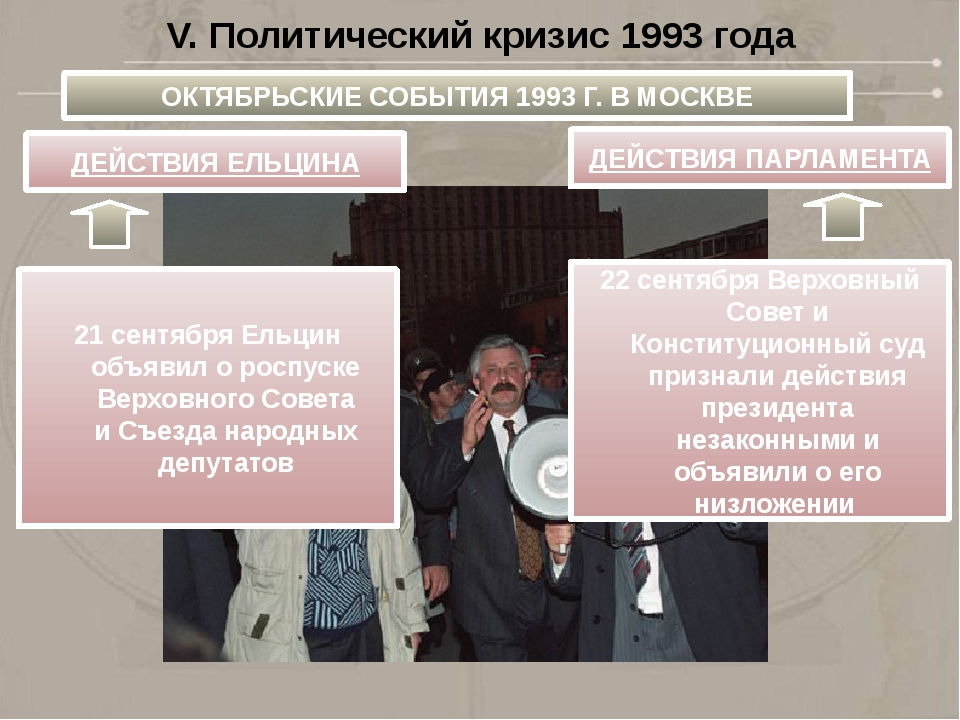 V. Политический кризис 1993 года
ОКТЯБРЬСКИЕ СОБЫТИЯ 1993 Г. В МОСКВЕ
ДЕЙСТВИЯ ЕЛЬЦИНА
ДЕЙСТВИЯ ПАРЛАМЕНТА
21 сентября Ельцин
объявил о роспуске
Верховного Совета
и Съезда народных
депутатов
22 сентября Верховный
Совет и
Конституционный суд
признали действия
президента
незаконными и
объявили о его
низложении